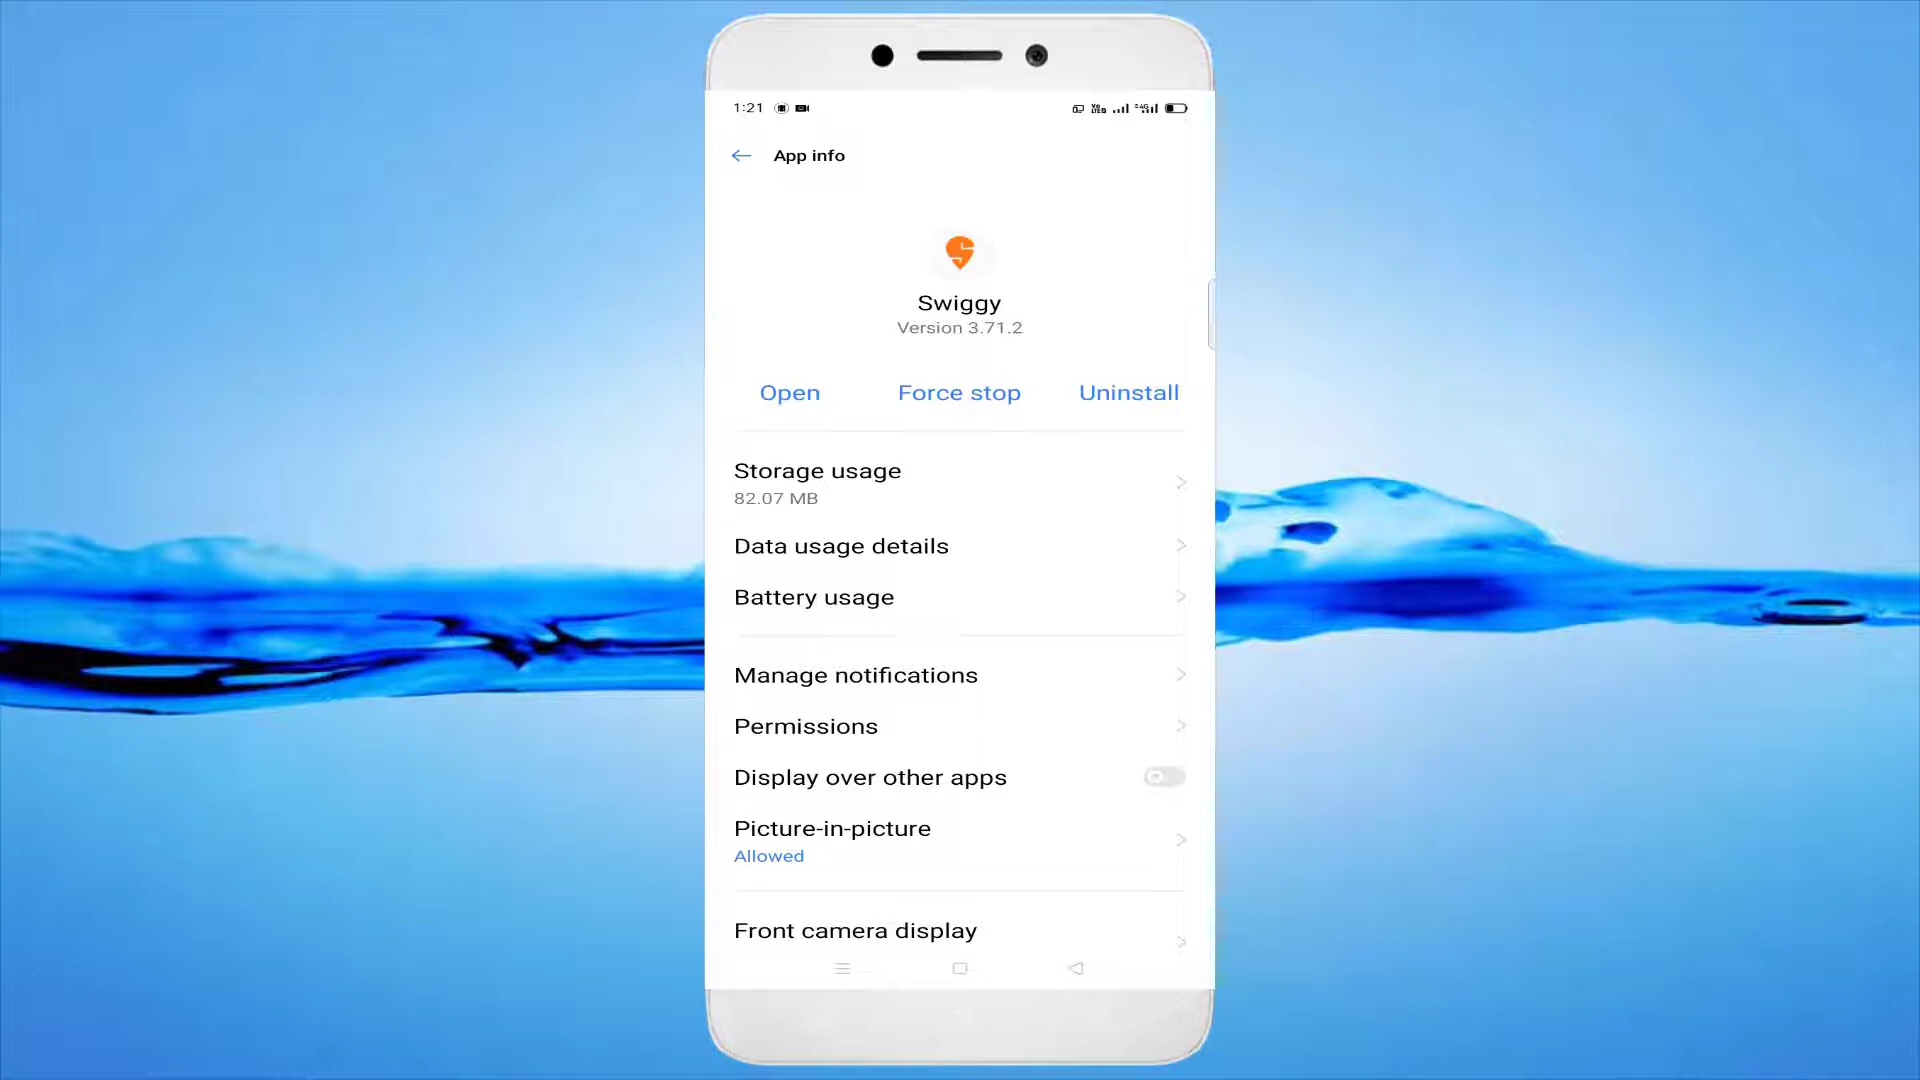 1:21
App info
Swiggy
Version 3.71.2
Open Force stop Uninstall
Storage usage
82.07 MB
Data usage details
Battery usage
Manage notifications
Permissions
Display over other apps
Picture-in-picture
Allowed
Front camera display